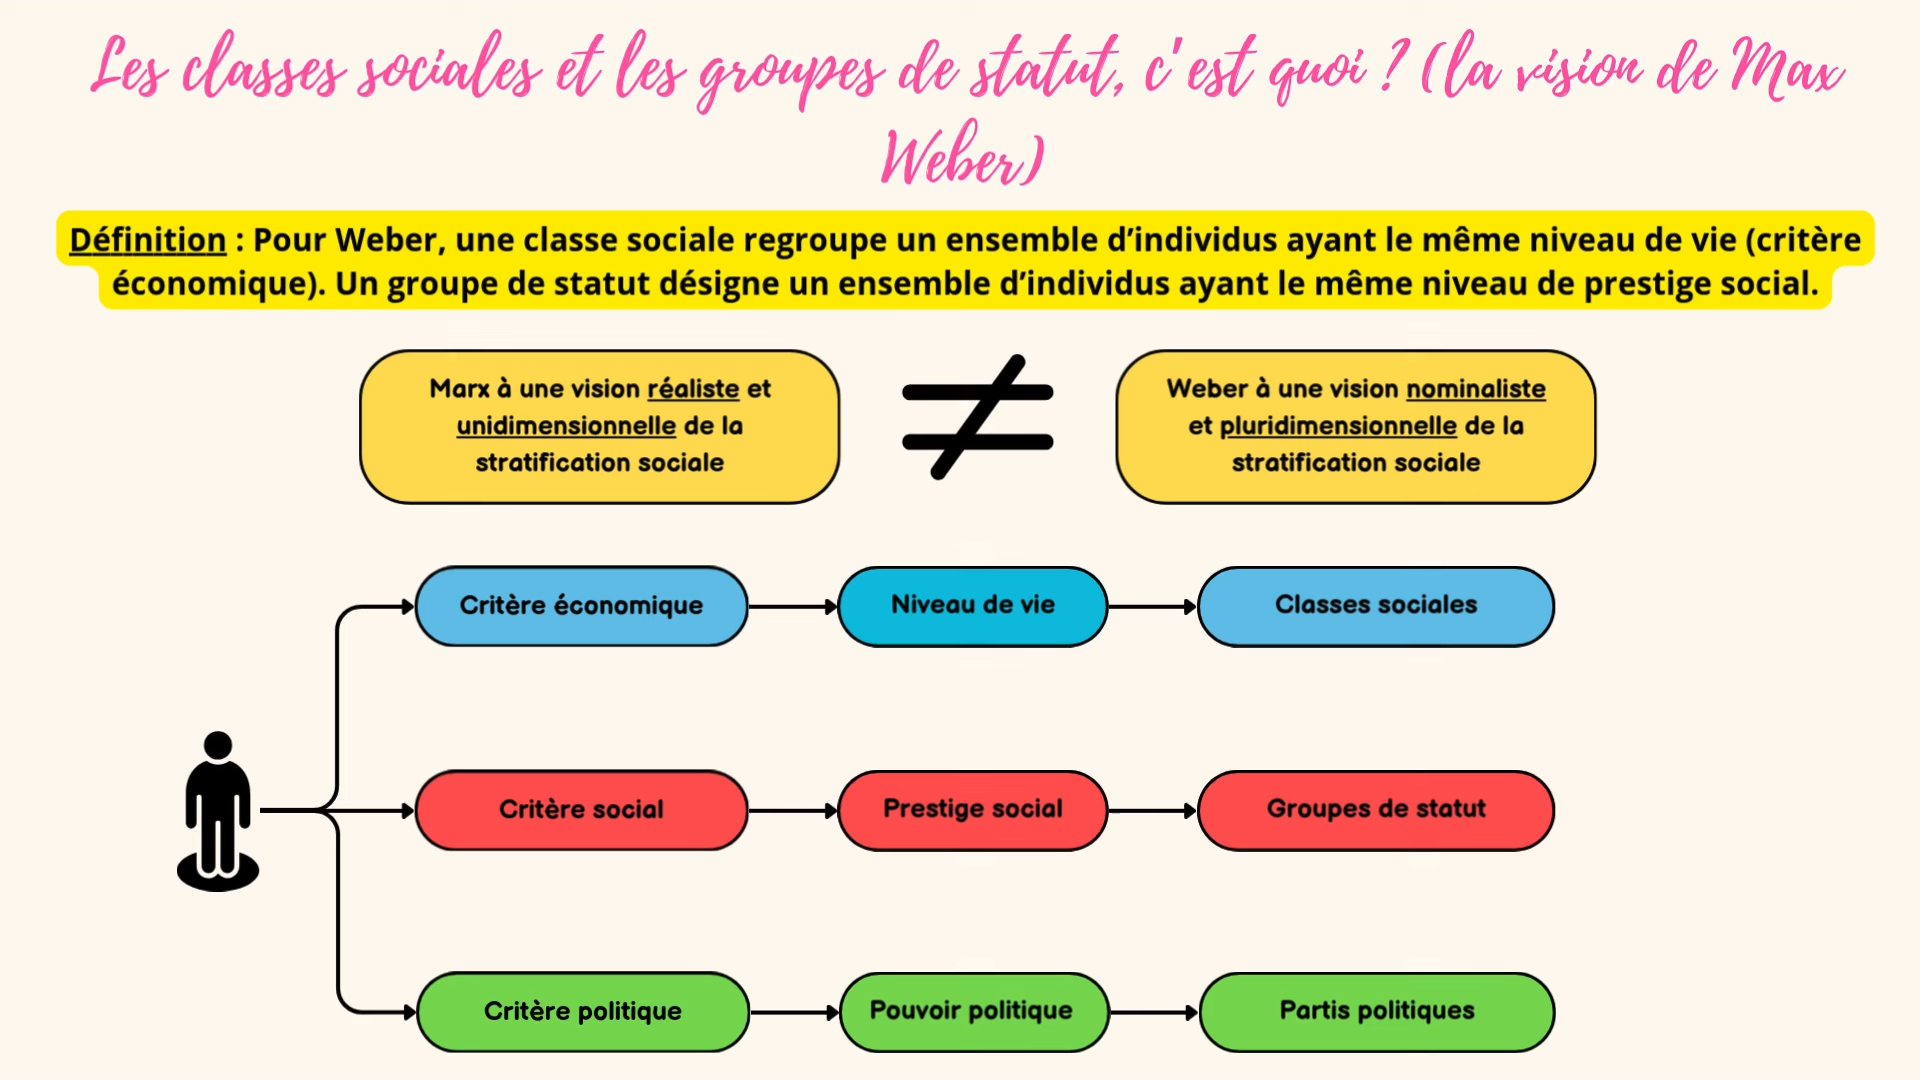 Les classes sociales et les groupes de statut, c'est quoi ? (la vision de Max
Weber)
Définition : Pour Weber, une classe sociale regroupe un ensemble d’individus ayant le même niveau de vie (critère
économique). Un groupe de statut désigne un ensemble d’individus ayant le même niveau de prestige social.
Marx à une vision réaliste et
unidimensionnelle de la
stratification sociale
Weber à une vision nominaliste
et pluridimensionnelle de la
stratification sociale
Critère économique
Niveau de vie
Classes sociales
Critère social
Prestige social
Groupes de statut
Critère politique
Pouvoir politique
Partis politiques